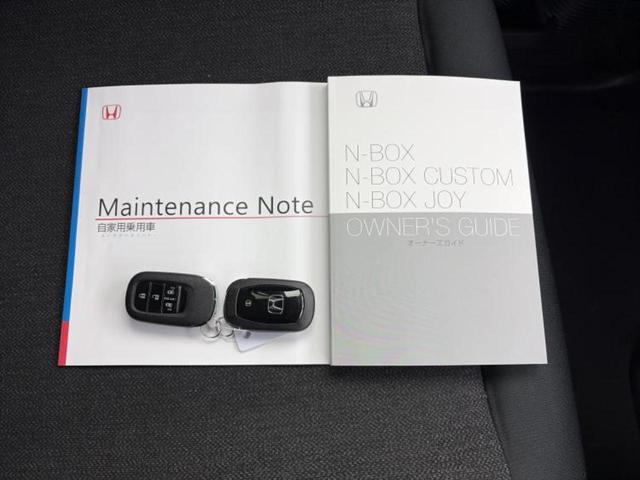 Maintenance Note
自家用乗用車
N-BOX
N-BOX CUSTOM
N-BOX JOY
OWNER'S GUIDE
オーナーズガイド